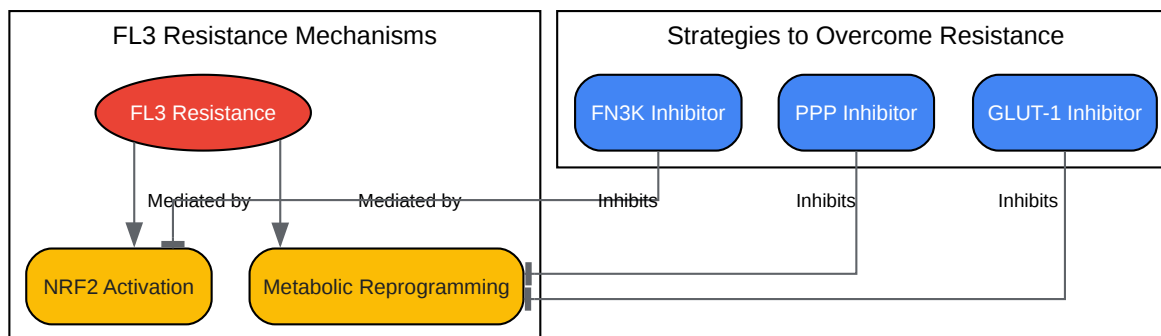 FL3 Resistance Mechanisms
Strategies to Overcome Resistance
FL3 Resistance
FN3K Inhibitor
PPP Inhibitor
GLUT-1 Inhibitor
Mediated by
Mediated by
Inhibits
Inhibits
Inhibits
NRF2 Activation
Metabolic Reprogramming